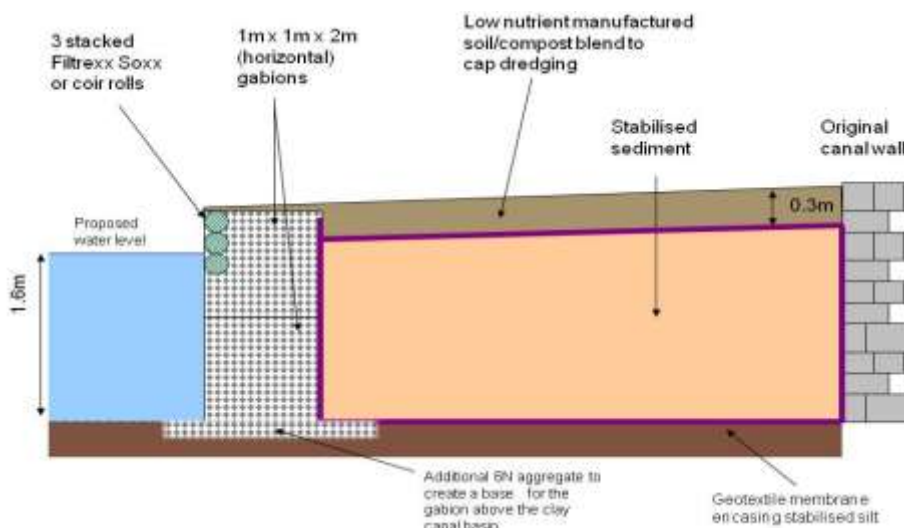 3 stacked
Filtrexx Soxx
or coir rolls
1m x 1m x 2m
(horizontal)
gabions
Low nutrient manufactured
soil/compost blend to
cap dredging
Stabilised
sediment
Original
canal wall
0.3m
Proposed
water level
1.6m
Additional 6N aggregate to
create a base for the
gabion above the clay
canal basin
Geotextile membrane
encasing stabilised silt